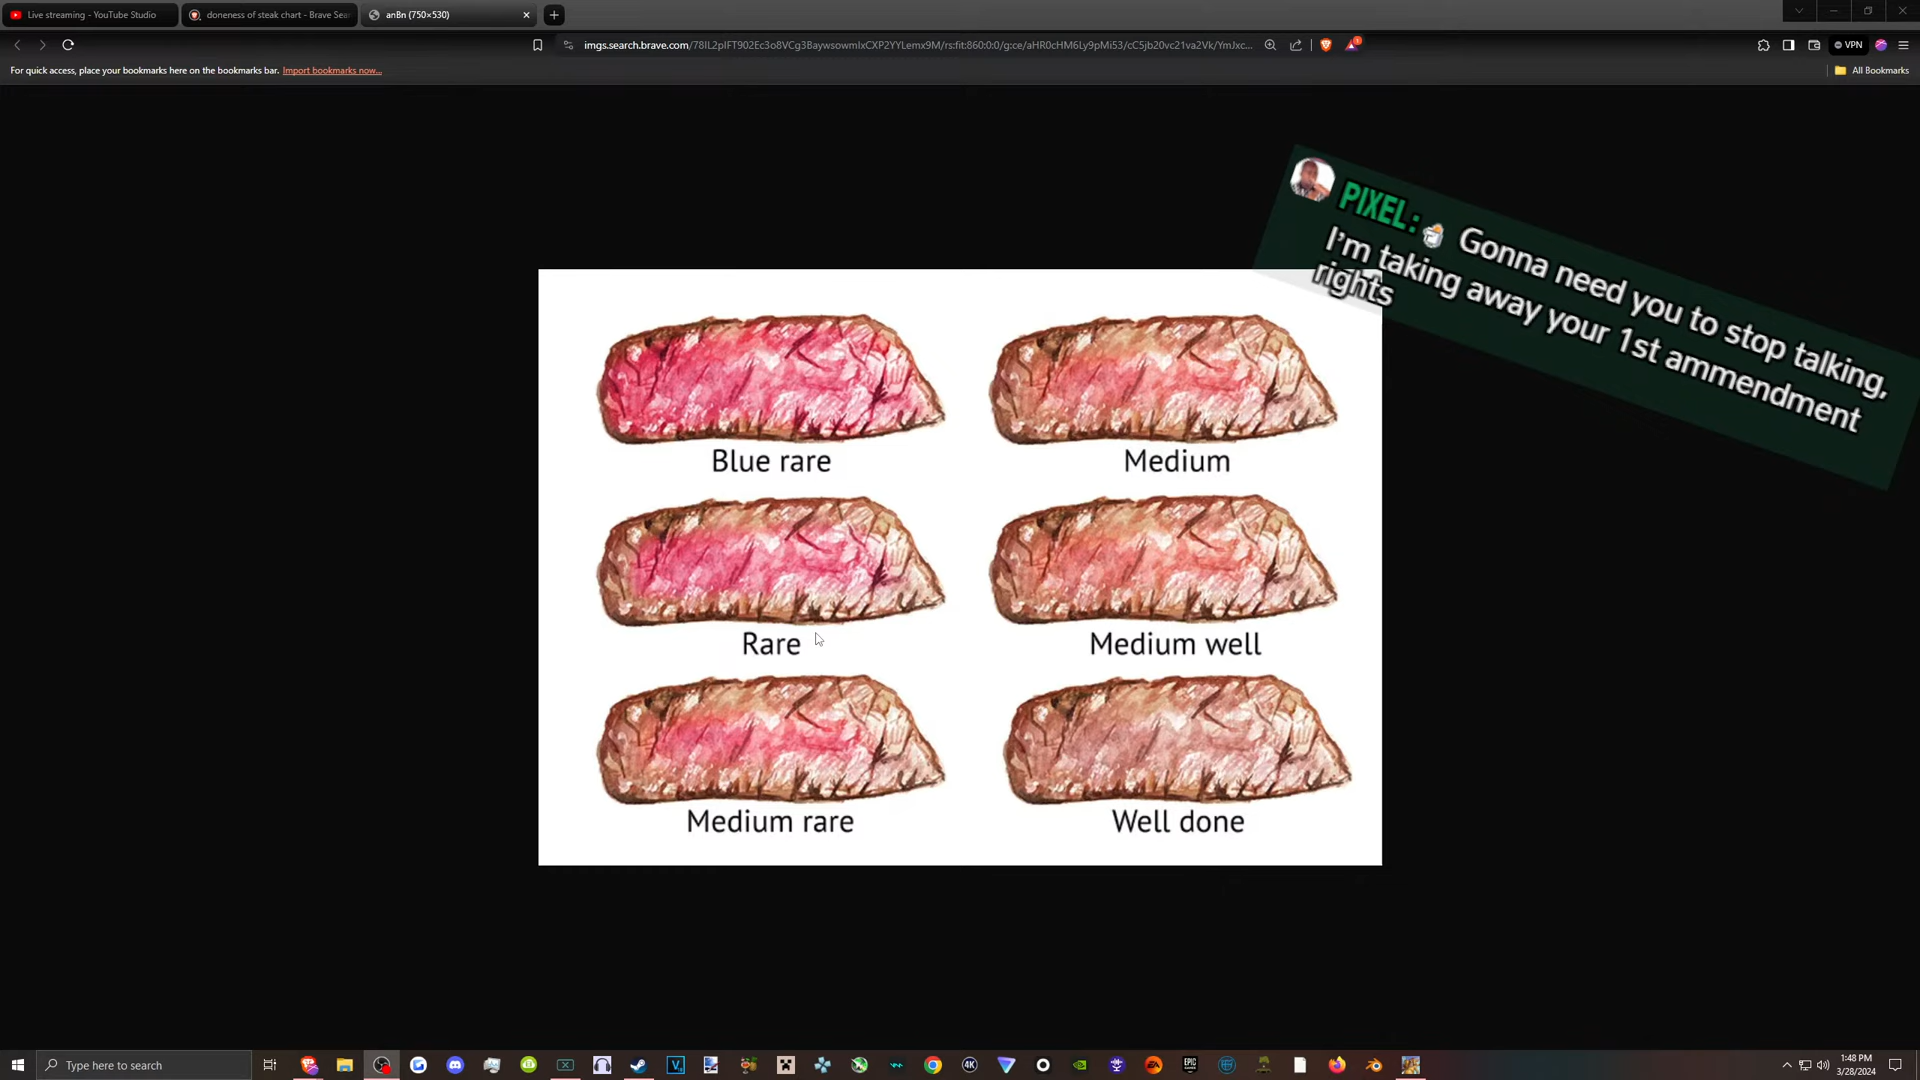 Live streaming - YouTube Studio
doneness of steak chart - Brave Sea
anBn (750×530)
For quick access, place your bookmarks here on the bookmarks bar. Import bookmarks now...
VPN
All Bookmarks
PIXEL: Gonna need you to stop talking,
I'm taking away your 1st ammendment
rights
Blue rare
Medium
Rare
Medium well
Medium rare
Well done
Type here to search
1:48 PM
3/28/2024